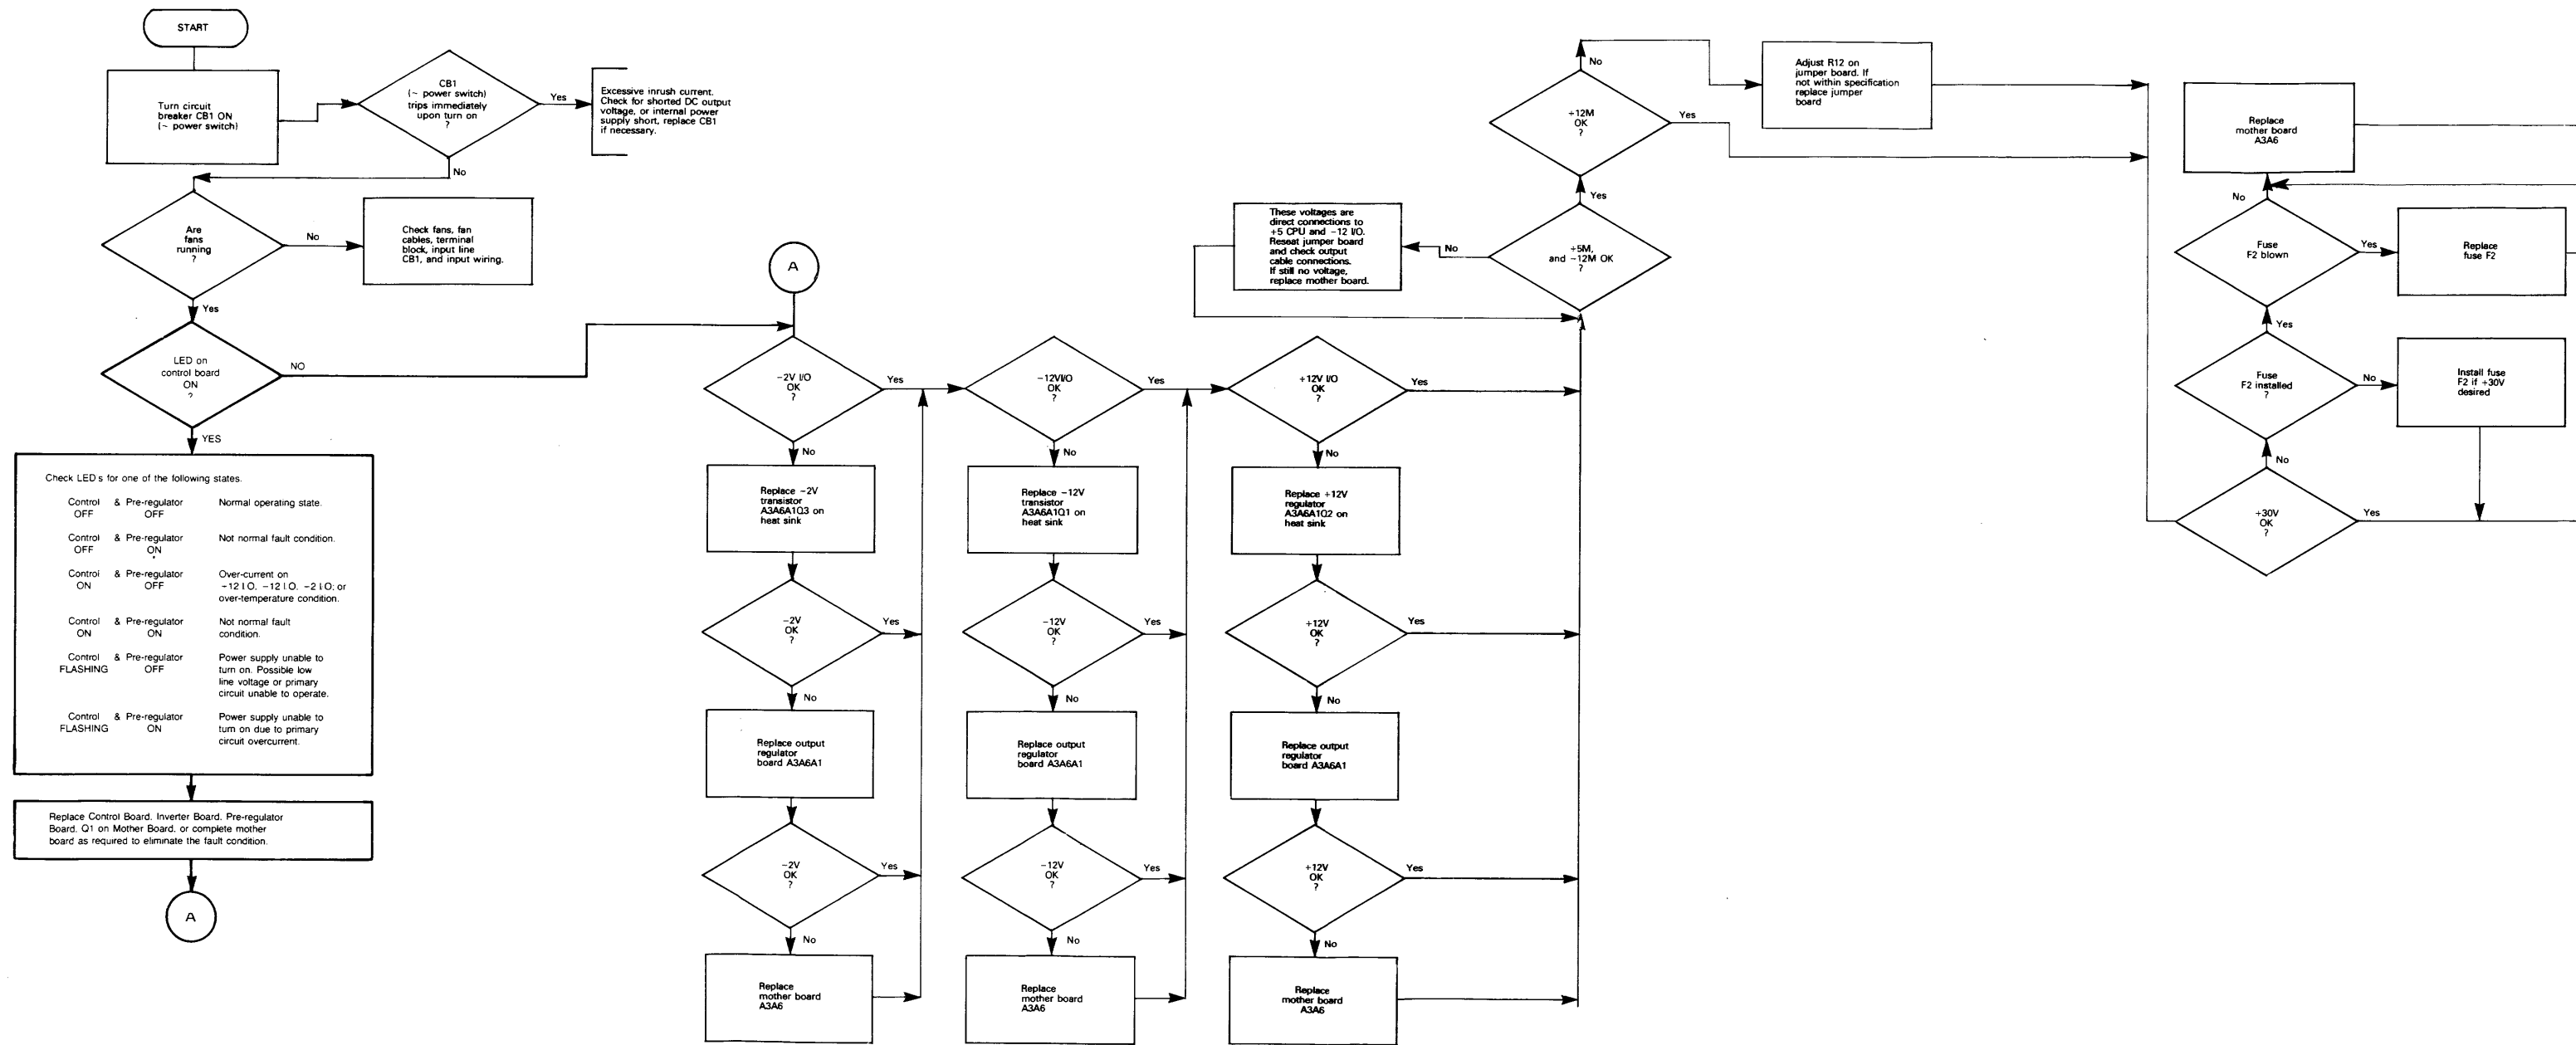 START
Turn circuit
breaker CB1 ON
(~ power switch)
CB1
(~ power switch)
trips immediately
upon turn on
?
Yes
Excessive inrush current.
Check for shorted DC output
voltage, or internal power
supply short, replace CB1
if necessary.
No
Are
fans
running
?
No
Check fans, fan
cables, terminal
block, input line
CB1, and input wiring.
Yes
LED on
control board
ON
?
NO
YES
Check LED s for one of the following states.
Control & Pre-regulator Normal operating state.
OFF OFF
Control & Pre-regulator Not normal fault condition.
OFF ON
Control & Pre-regulator Over-current on
ON OFF +12 I O. -12 I O. -2 I O; or
over-temperature condition.
Control & Pre-regulator Not normal fault
ON ON condition.
Control & Pre-regulator Power supply unable to
FLASHING OFF turn on. Possible low
line voltage or primary
circuit unable to operate.
Control & Pre-regulator Power supply unable to
FLASHING ON turn on due to primary
circuit overcurrent.
Replace Control Board. Inverter Board. Pre-regulator
Board. Q1 on Mother Board. or complete mother
board as required to eliminate the fault condition.
A
A
-2V I/O
OK
?
Yes
No
Replace -2V
transistor
A3A6A1Q3 on
heat sink
-2V
OK
?
Yes
No
Replace output
regulator
board A3A6A1
-2V
OK
?
Yes
No
Replace
mother board
A3A6
-12VI/O
OK
?
Yes
No
Replace -12V
transistor
A3A6A1Q1 on
heat sink
-12V
OK
?
Yes
No
Replace output
regulator
board A3A6A1
-12V
OK
?
Yes
No
Replace
mother board
A3A6
+12V I/O
OK
?
Yes
No
Replace +12V
regulator
A3A6A1Q2 on
heat sink
+12V
OK
?
Yes
No
Replace output
regulator
board A3A6A1
+12V
OK
?
Yes
No
Replace
mother board
A3A6
+5M,
and -12M OK
?
No
These voltages are
direct connections to
+5 CPU and -12 I/O.
Reseat jumper board
and check output
cable connections.
If still no voltage,
replace mother board.
Yes
+12M
OK
?
Yes
No
Adjust R12 on
jumper board. If
not within specification
replace jumper
board
+30V
OK
?
Yes
No
Fuse
F2 installed
?
No
Install fuse
F2 if +30V
desired
Yes
Fuse
F2 blown
Yes
Replace
fuse F2
No
Replace
mother board
A3A6